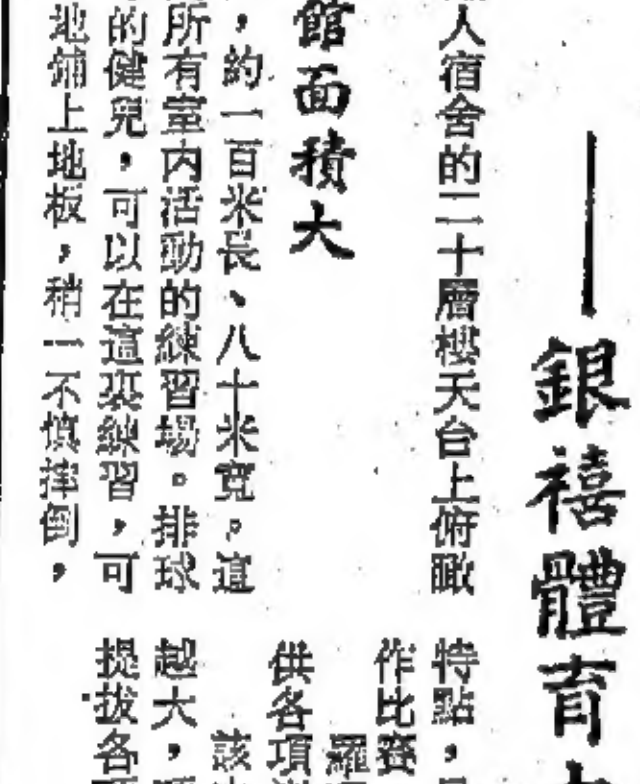 ——銀禧體育
人宿舍的二十層樓天台上俯瞰
館面積大
，約一百米長、八十米寬。這
所有室內活動的練習場。排球
的健兒，可以在這裏練習，可
地鋪上地板，稍一不慎摔倒，
特點，
作比賽
羅
供各項
該
越大，
提拔各